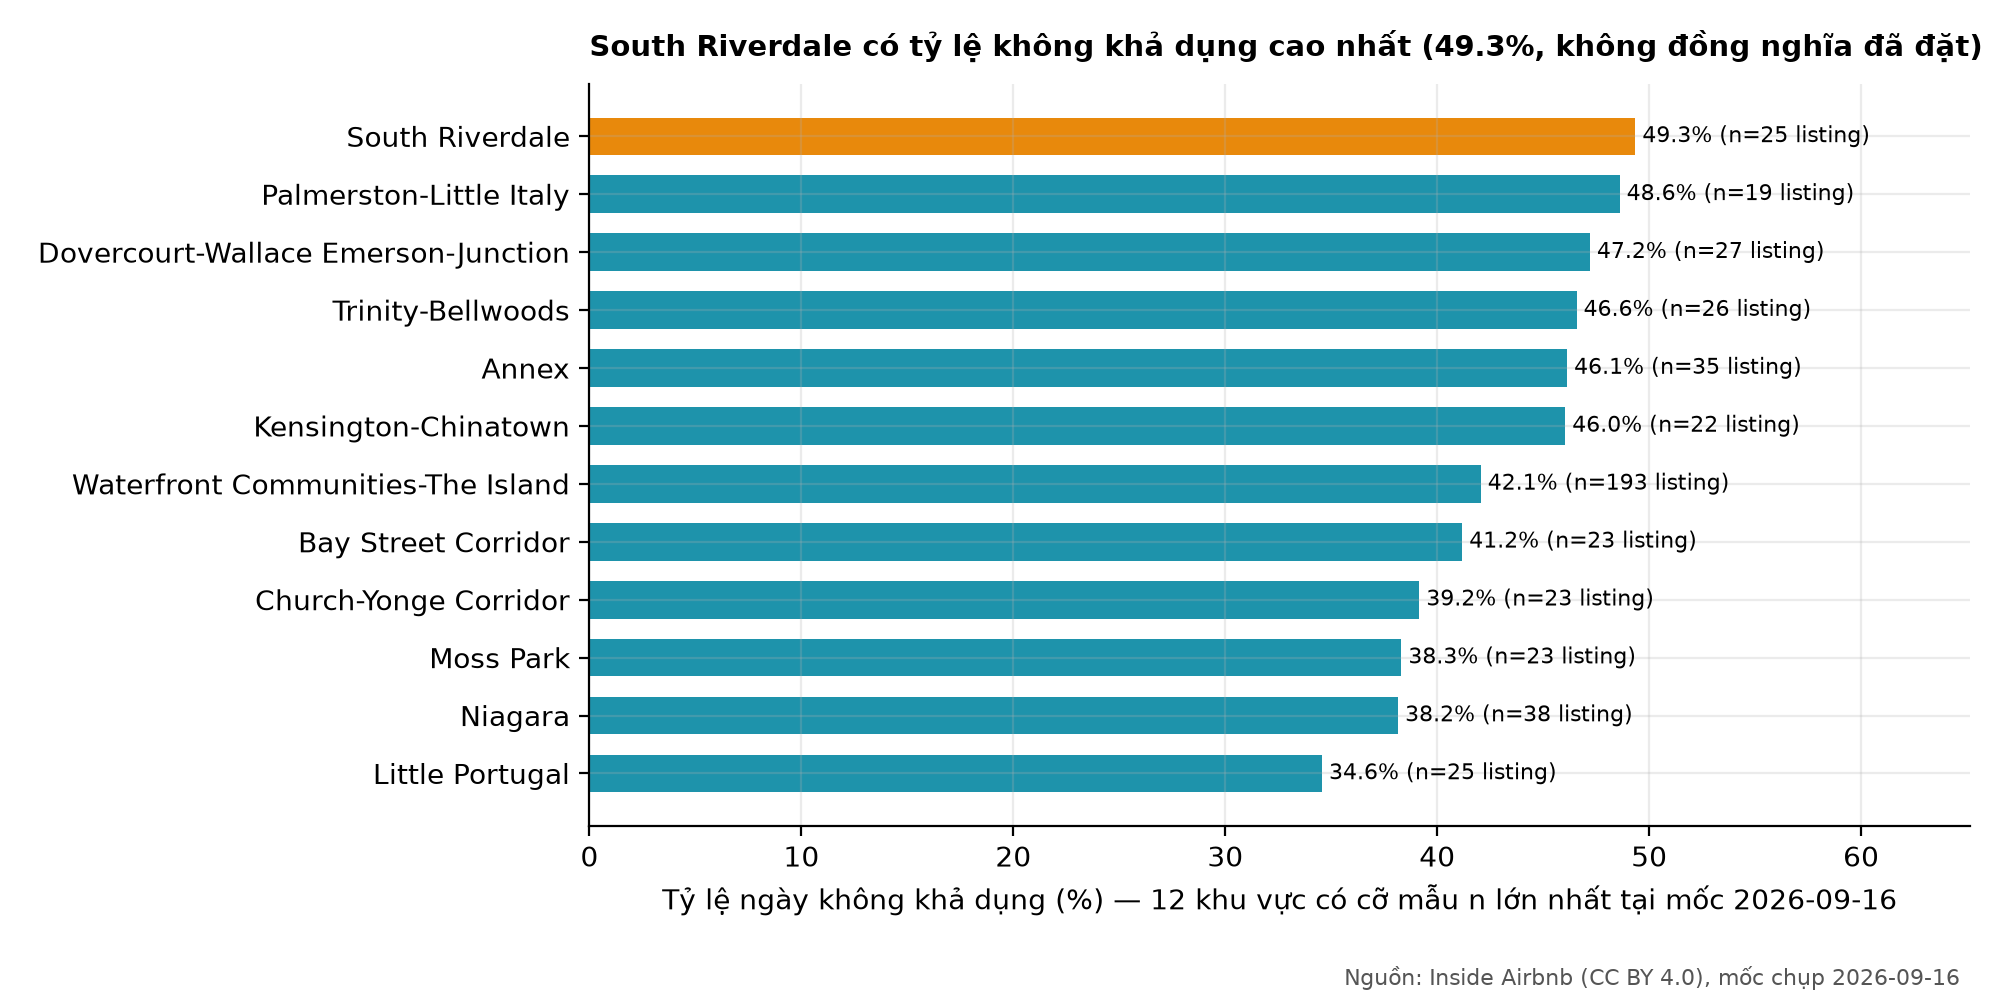 South Riverdale có tỷ lệ không khả dụng cao nhất (49.3%, không đồng nghĩa đã đặt)
South Riverdale 49.3% (n=25 listing)
Palmerston-Little Italy 48.6% (n=19 listing)
Dovercourt-Wallace Emerson-Junction 47.2% (n=27 listing)
Trinity-Bellwoods 46.6% (n=26 listing)
Annex 46.1% (n=35 listing)
Kensington-Chinatown 46.0% (n=22 listing)
Waterfront Communities-The Island 42.1% (n=193 listing)
Bay Street Corridor 41.2% (n=23 listing)
Church-Yonge Corridor 39.2% (n=23 listing)
Moss Park 38.3% (n=23 listing)
Niagara 38.2% (n=38 listing)
Little Portugal 34.6% (n=25 listing)
0 10 20 30 40 50 60
Tỷ lệ ngày không khả dụng (%) — 12 khu vực có cỡ mẫu n lớn nhất tại mốc 2026-09-16
Nguồn: Inside Airbnb (CC BY 4.0), mốc chụp 2026-09-16